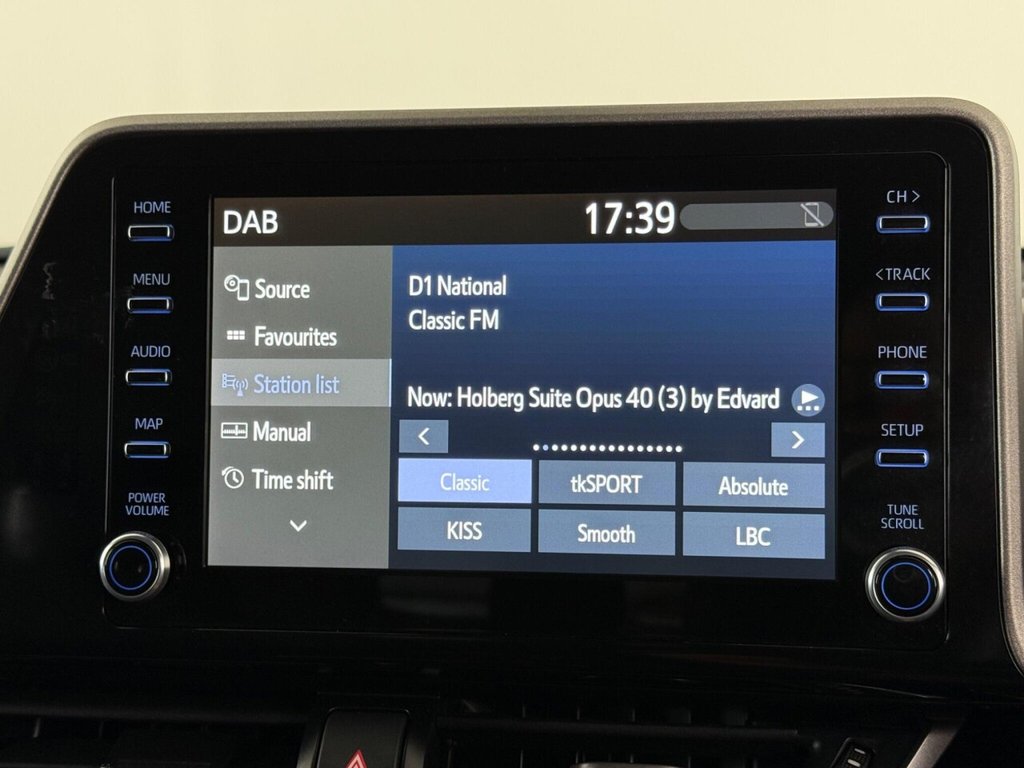 HOME
MENU
AUDIO
MAP
POWER
VOLUME
DAB
17:39
Source
Favourites
Station list
Manual
Time shift
D1 National
Classic FM
Now: Holberg Suite Opus 40 (3) by Edvard
Classic
tkSPORT
Absolute
KISS
Smooth
LBC
CH >
< TRACK
PHONE
SETUP
TUNE
SCROLL